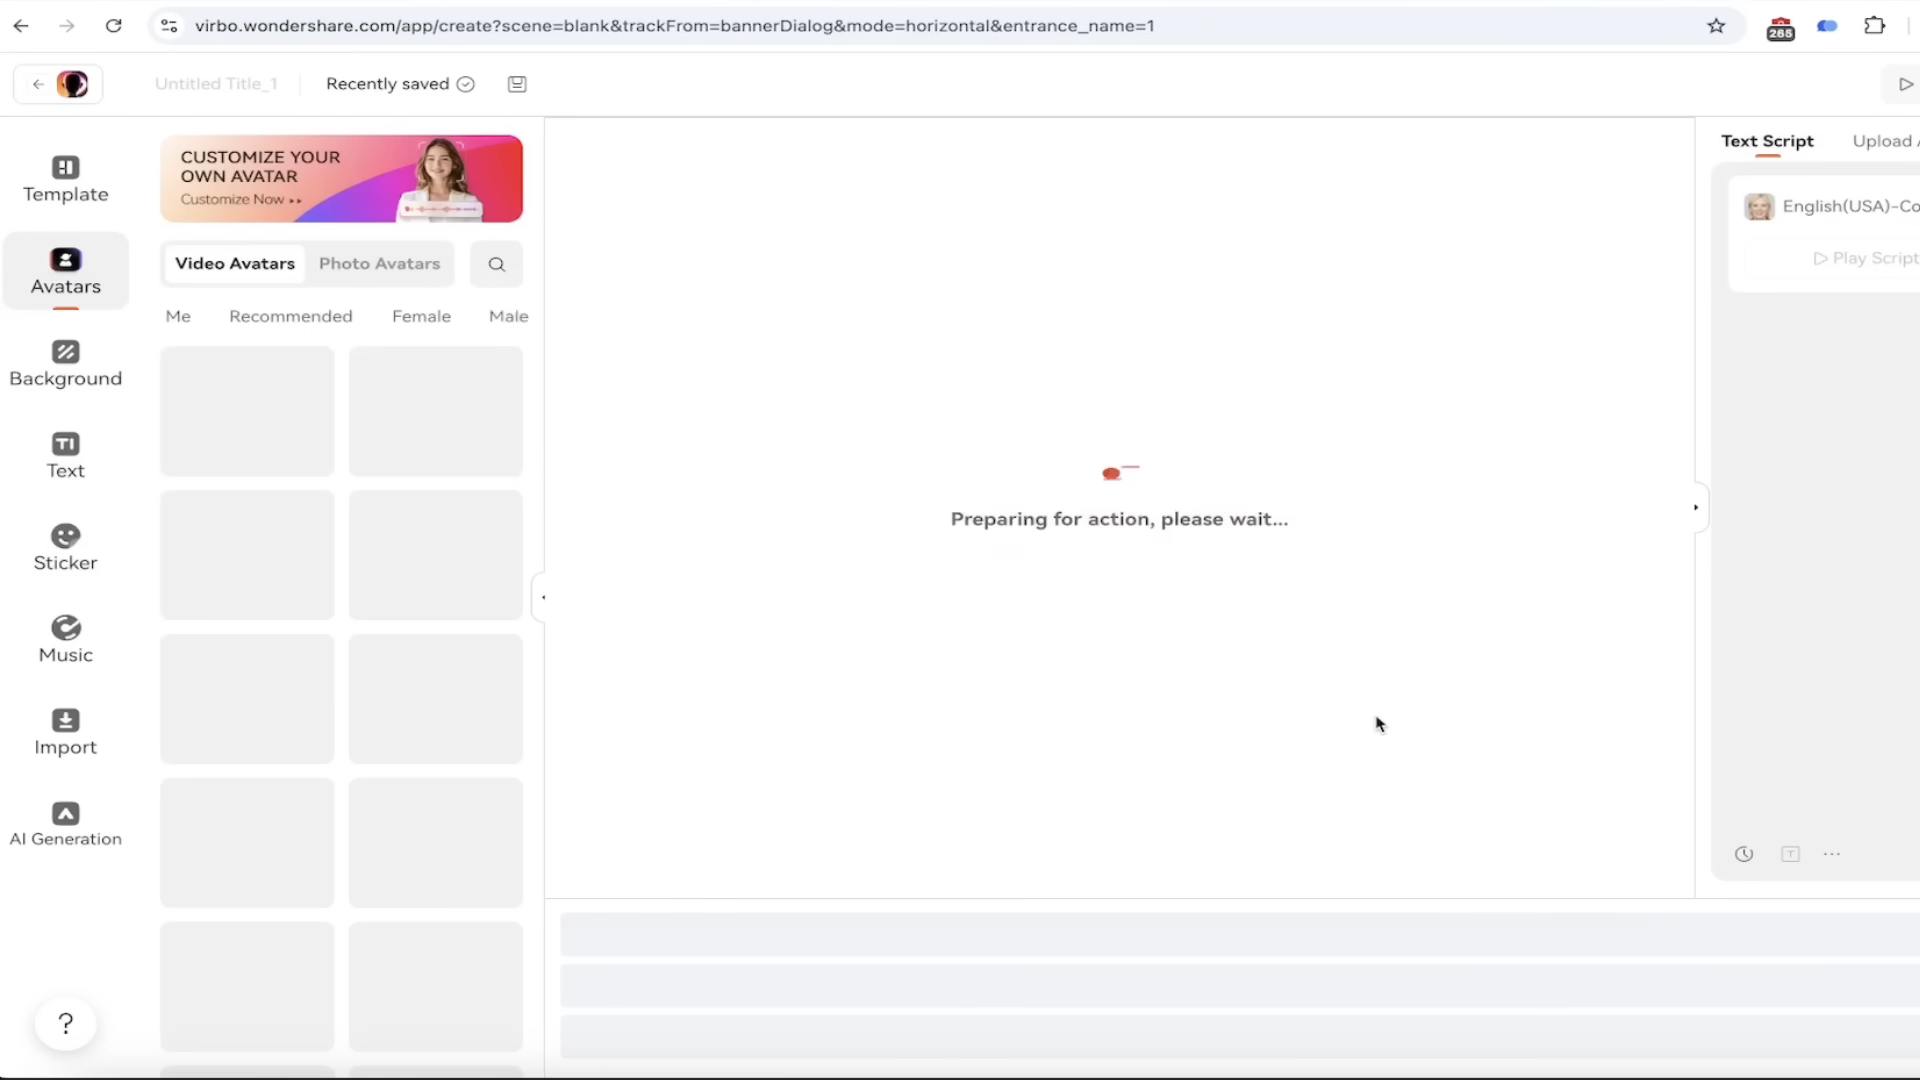 virbo.wondershare.com/app/create?scene=blank&trackFrom=bannerDialog&mode=horizontal&entrance_name=1
265
Untitled Title_1
Recently saved
Template
Avatars
Background
Text
Sticker
Music
Import
AI Generation
?
CUSTOMIZE YOUR
OWN AVATAR
Customize Now
Video Avatars
Photo Avatars
Me
Recommended
Female
Male
Preparing for action, please wait...
Text Script
Upload
English(USA)-Co
Play Script